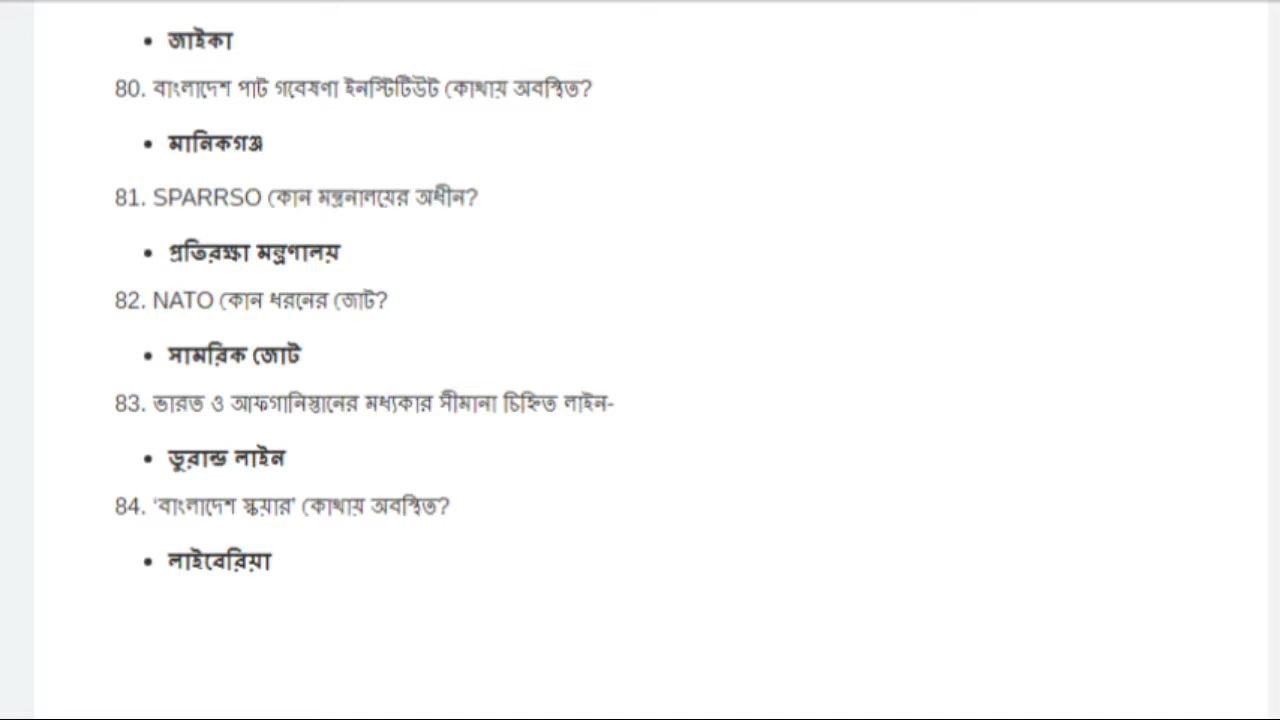 • জাইকা
80. বাংলাদেশ পাট গবেষণা ইনস্টিটিউট কোথায় অবস্থিত?
• মানিকগঞ্জ
81. SPARRSO কোন মন্ত্রনালয়ের অধীন?
• প্রতিরক্ষা মন্ত্রণালয়
82. NATO কোন ধরনের জোট?
• সামরিক জোট
83. ভারত ও আফগানিস্তানের মধ্যকার সীমানা চিহ্নিত লাইন-
• ডুরান্ড লাইন
84. ‘বাংলাদেশ স্কয়ার’ কোথায় অবস্থিত?
• লাইবেরিয়া